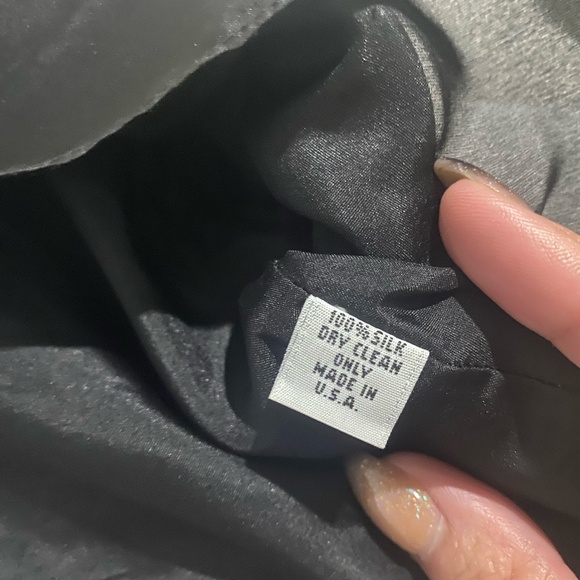 100% SILK
DRY CLEAN
ONLY
MADE IN
U.S.A.